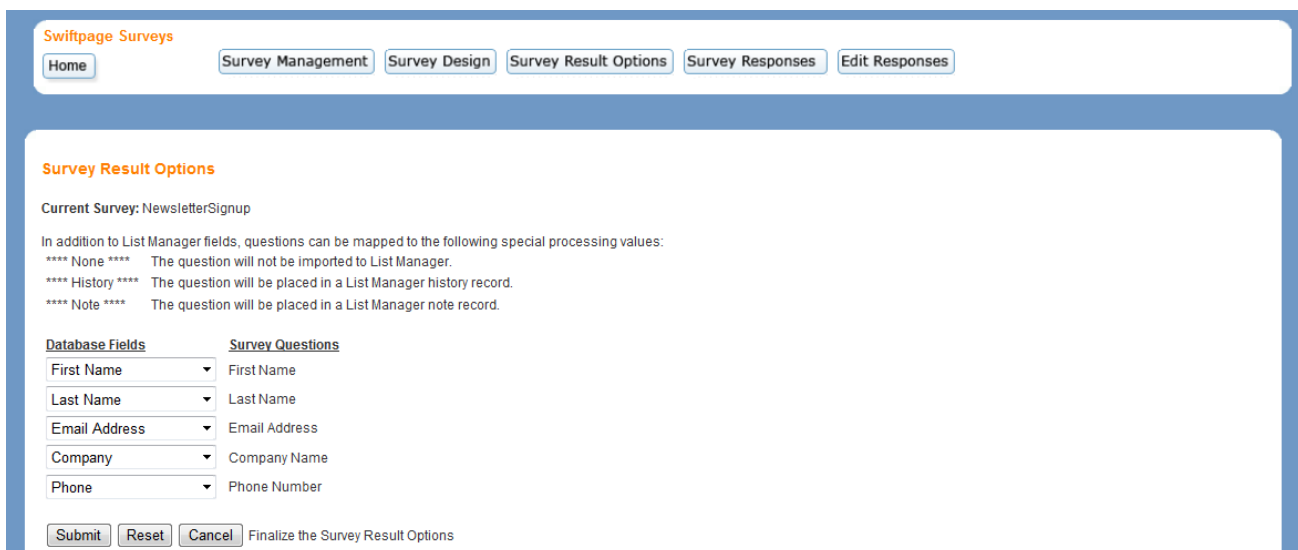 Swiftpage Surveys
Home Survey Management Survey Design Survey Result Options Survey Responses Edit Responses
Survey Result Options
Current Survey: NewsletterSignup
In addition to List Manager fields, questions can be mapped to the following special processing values:
**** None **** The question will not be imported to List Manager.
**** History **** The question will be placed in a List Manager history record.
**** Note **** The question will be placed in a List Manager note record.
Database Fields Survey Questions
First Name First Name
Last Name Last Name
Email Address Email Address
Company Company Name
Phone Phone Number
Submit Reset Cancel Finalize the Survey Result Options